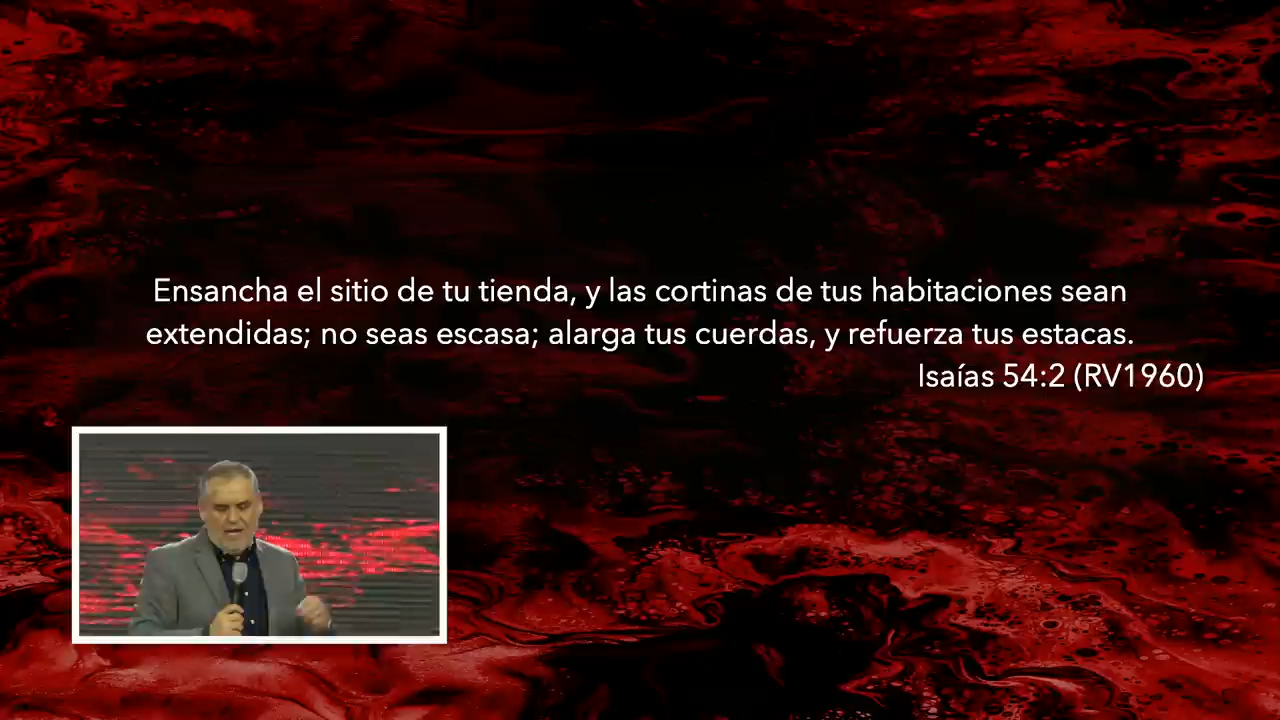 Ensancha el sitio de tu tienda, y las cortinas de tus habitaciones sean
extendidas; no seas escasa; alarga tus cuerdas, y refuerza tus estacas.
Isaías 54:2 (RV1960)